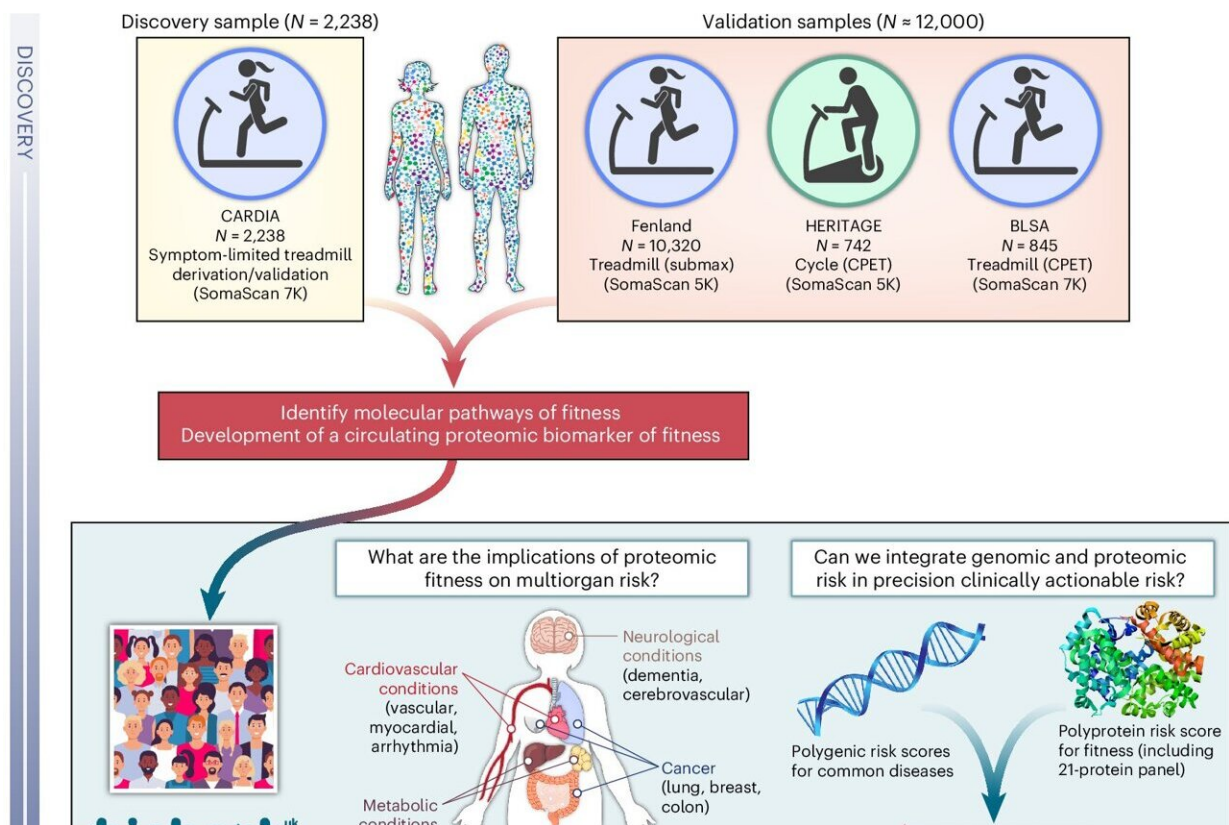 DISCOVERY
Discovery sample (N = 2,238)
CARDIA
N = 2,238
Symptom-limited treadmill
derivation/validation
(SomaScan 7K)
Validation samples (N ≈ 12,000)
Fenland
N = 10,320
Treadmill (submax)
(SomaScan 5K)
HERITAGE
N = 742
Cycle (CPET)
(SomaScan 5K)
BLSA
N = 845
Treadmill (CPET)
(SomaScan 7K)
Identify molecular pathways of fitness
Development of a circulating proteomic biomarker of fitness
What are the implications of proteomic
fitness on multiorgan risk?
Neurological
conditions
(dementia,
cerebrovascular)
Cardiovascular
conditions
(vascular,
myocardial,
arrhythmia)
Cancer
(lung, breast,
colon)
Metabolic
conditions
Can we integrate genomic and proteomic
risk in precision clinically actionable risk?
Polygenic risk scores
for common diseases
Polyprotein risk score
for fitness (including
21-protein panel)
uk